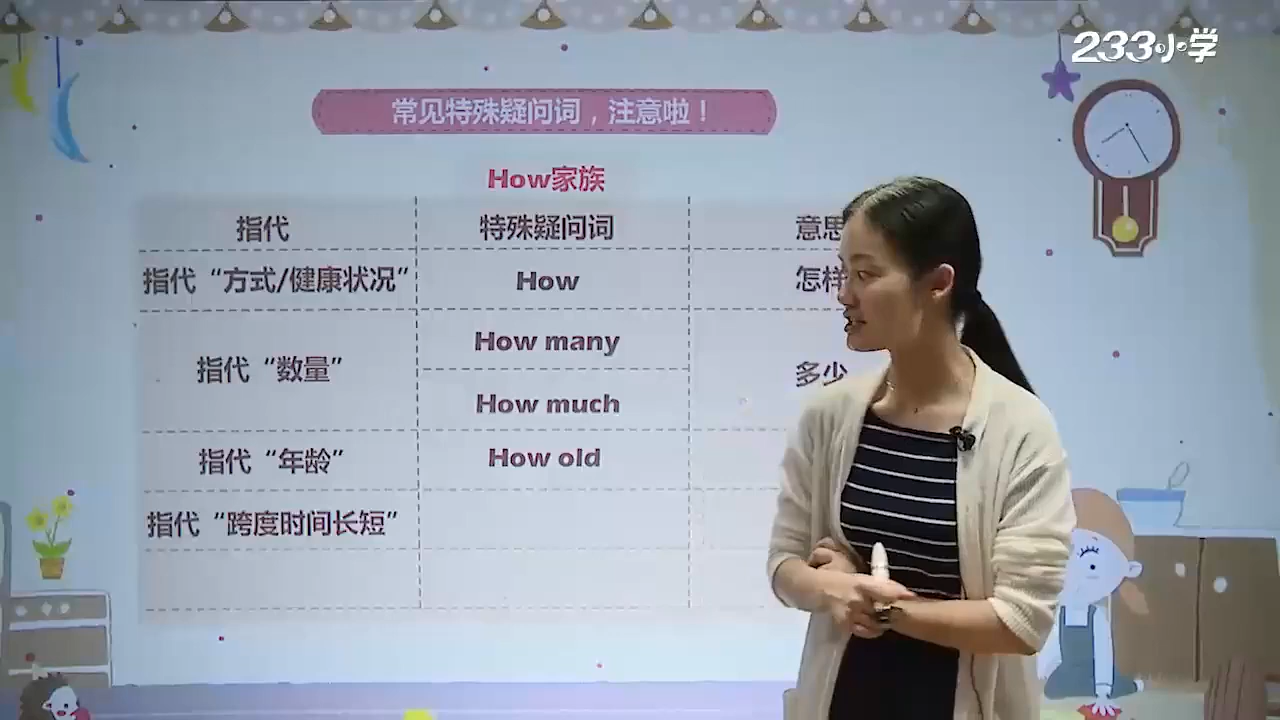 233小学
常见特殊疑问词，注意啦！
How家族
指代 特殊疑问词 意思
指代“方式/健康状况” How 怎样
How many
指代“数量” 多少
How much
指代“年龄” How old
指代“跨度时间长短”